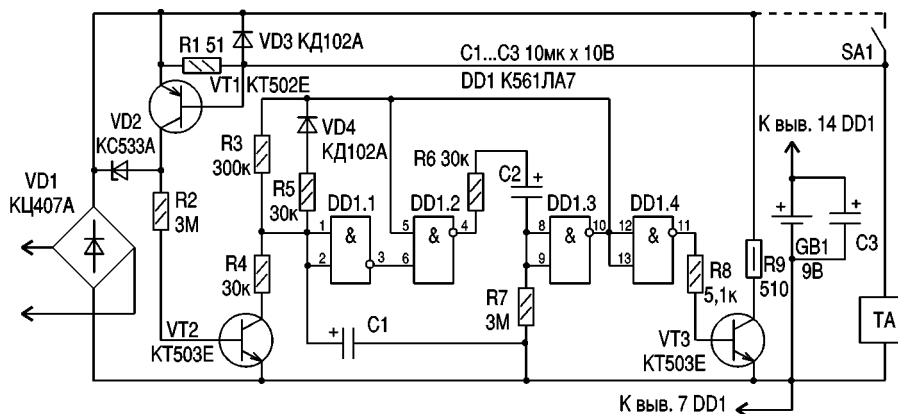 R1 51
VD3 КД102А
C1...C3 10мк x 10В
DD1 К561ЛА7
SA1
VT1 КТ502Е
VD2
КС533А
R3
300к
VD4
КД102А
R6 30к
C2
+
К выв. 14 DD1
VD1
КЦ407А
R2
3М
R5
30к
DD1.1
DD1.2
DD1.3
DD1.4
1
&
2
3
5
&
6
4
8
&
9
10
12
&
13
11
+
+
GB1
9В
C3
R4
30к
R7
3М
R8
5,1к
R9
510
VT2
КТ503Е
+
C1
VT3
КТ503Е
TA
К выв. 7 DD1